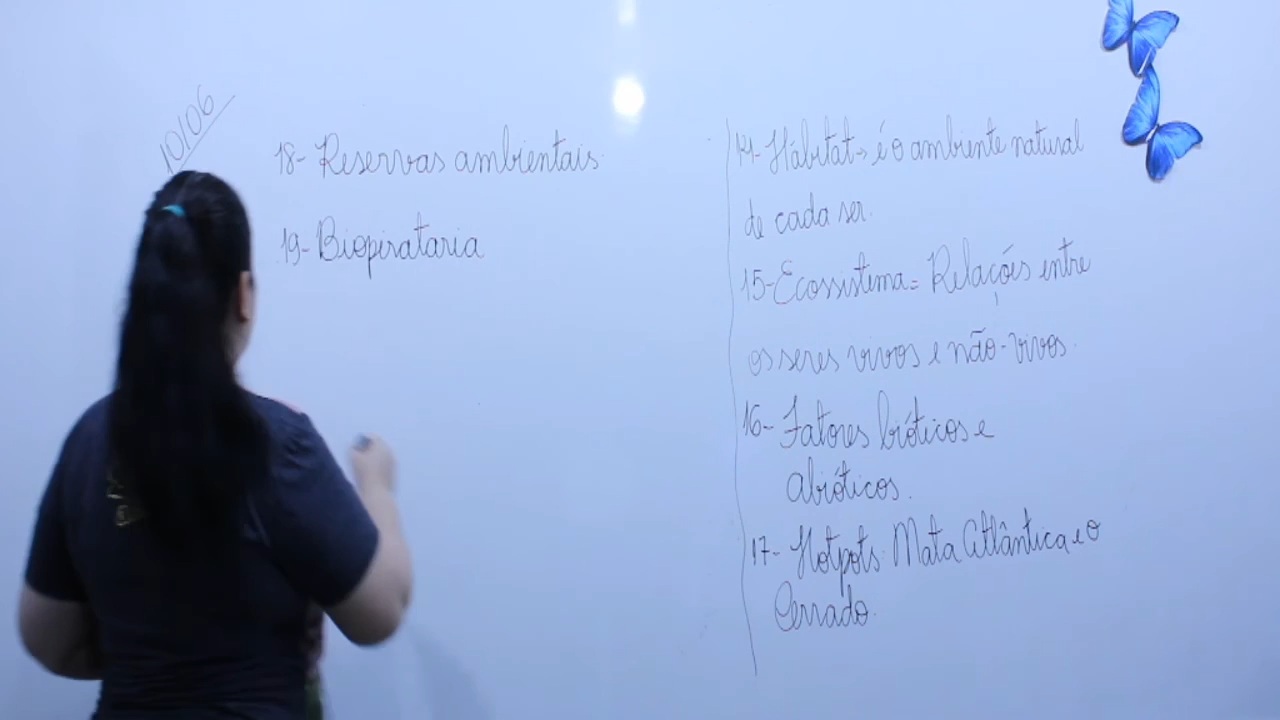 10/06
18- Reservas ambientais.
19- Biopirataria
14- Hábitat → é o ambiente natural
de cada ser.
15- Ecossistema = Relações entre
os seres vivos e não-vivos.
16- Fatores bióticos e
abióticos.
17- Hotpots: Mata Atlântica e o
Cerrado.